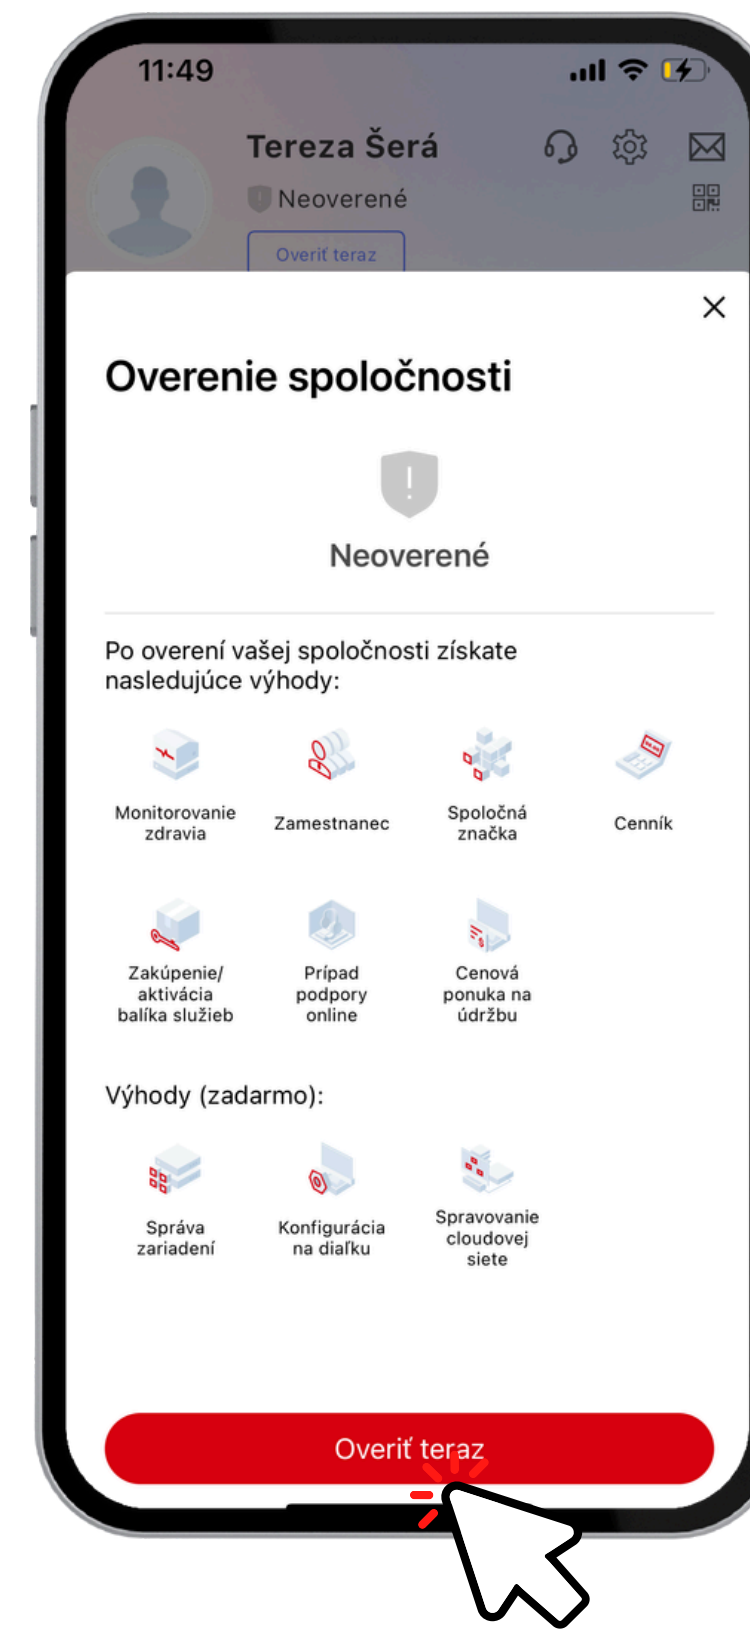 11:49
Tereza Šerá
Neoverené
Overiť teraz
Overenie spoločnosti
Neoverené
Po overení vašej spoločnosti získate
nasledujúce výhody:
Monitorovanie
zdravia
Zamestnanec
Spoločná
značka
Cenník
Zakúpenie/
aktivácia
balíka služieb
Prípad
podpory
online
Cenová
ponuka na
údržbu
Výhody (zadarmo):
Správa
zariadení
Konfigurácia
na diaľku
Spravovanie
cloudovej
siete
Overiť teraz